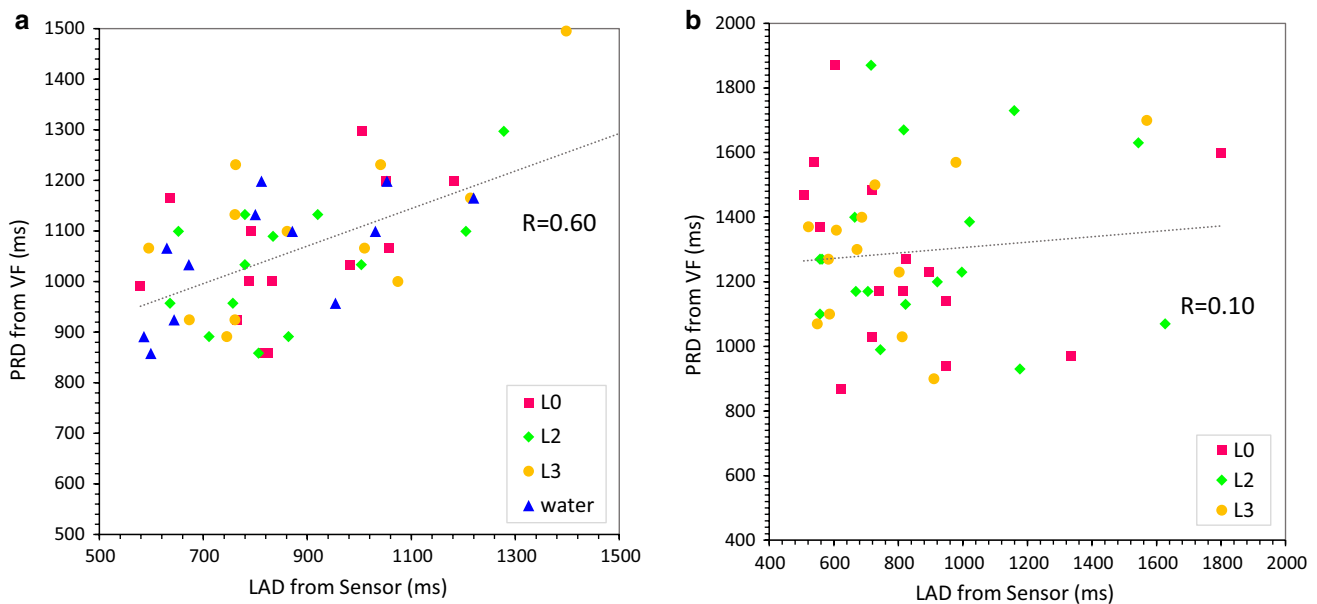 a
1500
1400
1300
1200
1100
1000
900
800
700
600
500
PRD from VF (ms)
R=0.60
L0
L2
L3
water
500 700 900 1100 1300 1500
LAD from Sensor (ms)
b
2000
1800
1600
1400
1200
1000
800
600
400
PRD from VF (ms)
R=0.10
L0
L2
L3
400 600 800 1000 1200 1400 1600 1800 2000
LAD from Sensor (ms)